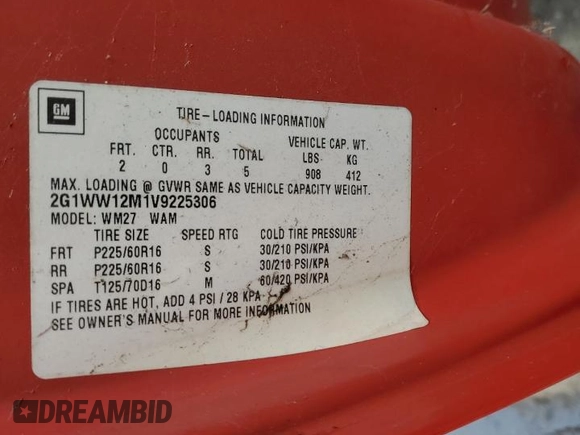 GM
TIRE-LOADING INFORMATION
OCCUPANTS VEHICLE CAP. WT.
FRT. CTR. RR. TOTAL LBS KG
2 0 3 5 908 412
MAX. LOADING @ GVWR SAME AS VEHICLE CAPACITY WEIGHT.
2G1WW12M1V9225306
MODEL: WM27 WAM
TIRE SIZE SPEED RTG COLD TIRE PRESSURE:
FRT P225/60R16 S 30/210 PSI/KPA
RR P225/60R16 S 30/210 PSI/KPA
SPA T125/70D16 M 60/420 PSI/KPA
IF TIRES ARE HOT, ADD 4 PSI / 28 KPA
SEE OWNER'S MANUAL FOR MORE INFORMATION
DREAMBID